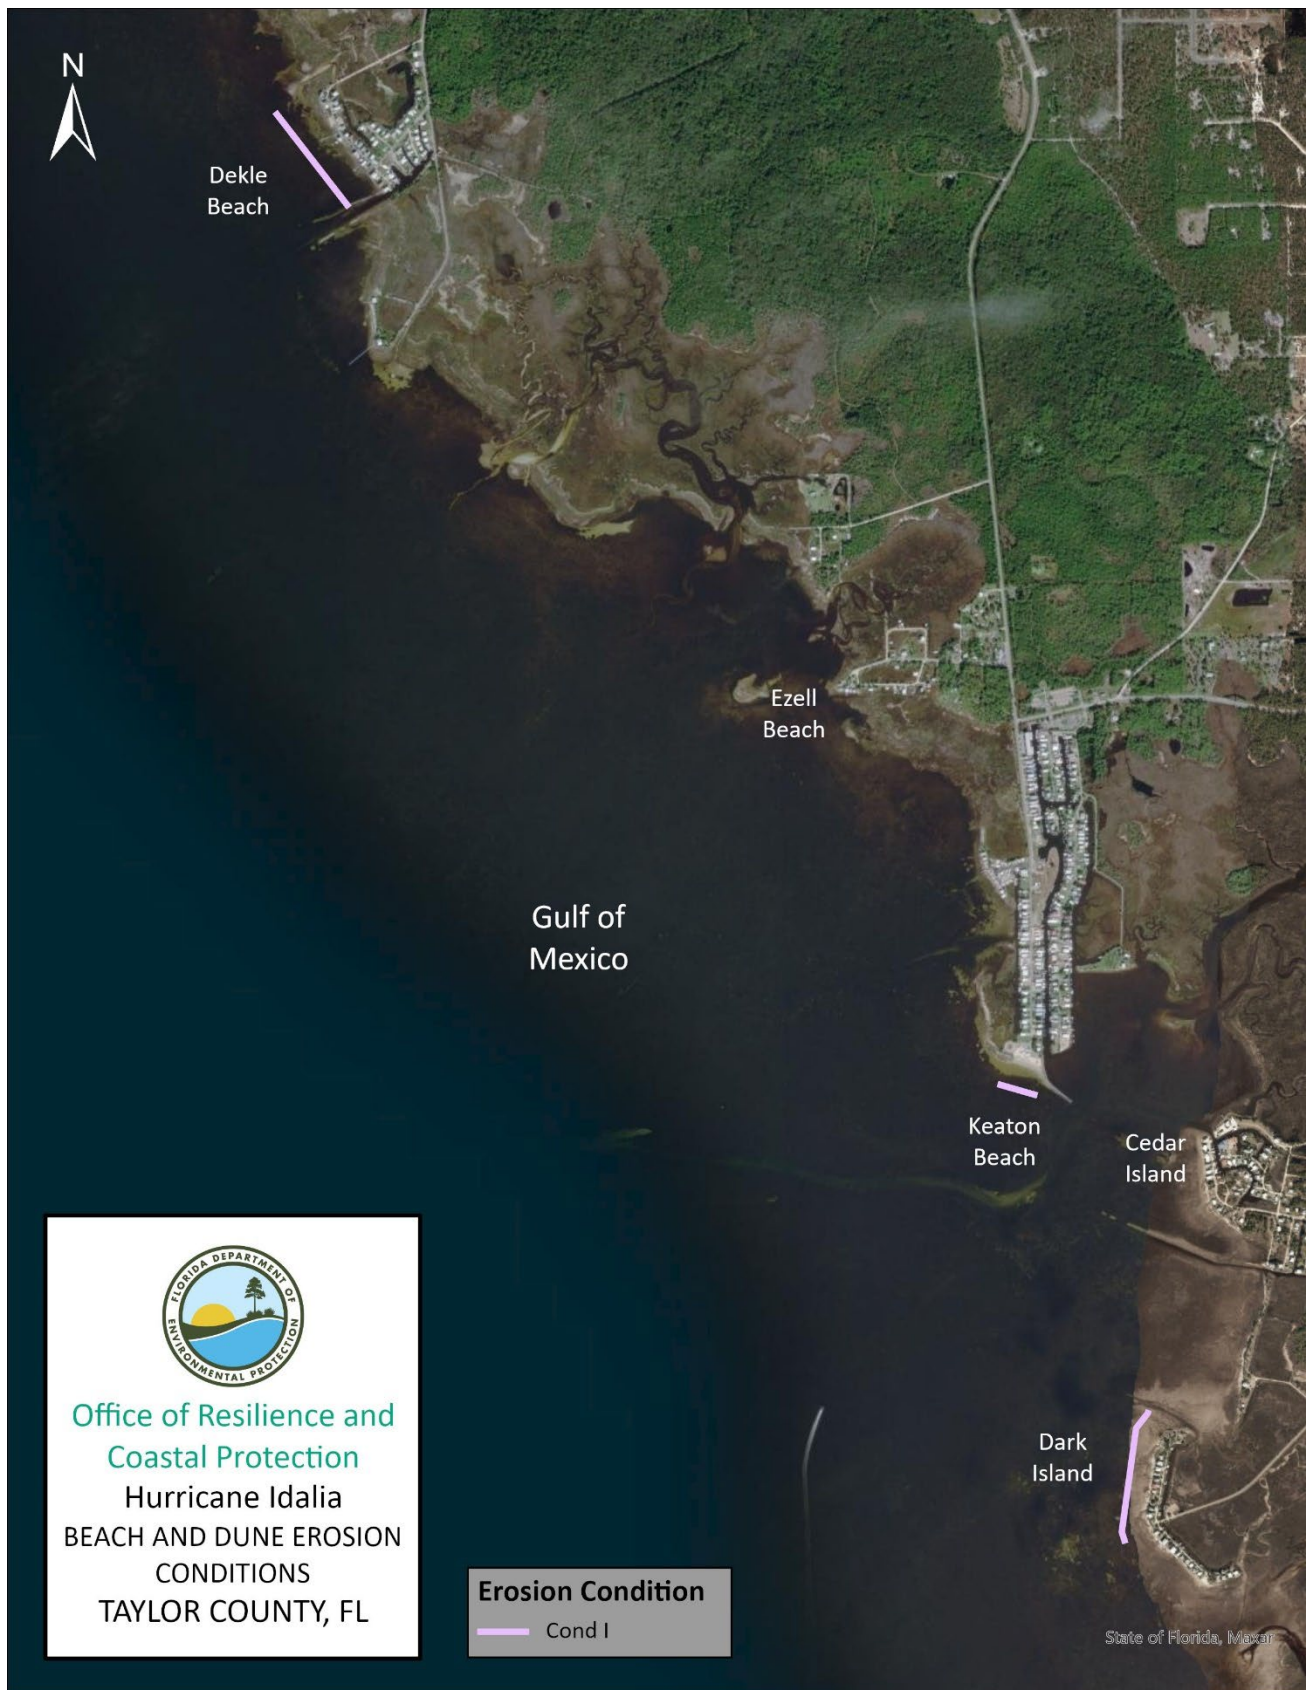 N
Dekle
Beach
Ezell
Beach
Gulf of
Mexico
Keaton
Beach
Cedar
Island
Dark
Island
FLORIDA DEPARTMENT OF
ENVIRONMENTAL PROTECTION
Office of Resilience and
Coastal Protection
Hurricane Idalia
BEACH AND DUNE EROSION
CONDITIONS
TAYLOR COUNTY, FL
Erosion Condition
Cond I
State of Florida, Maxar